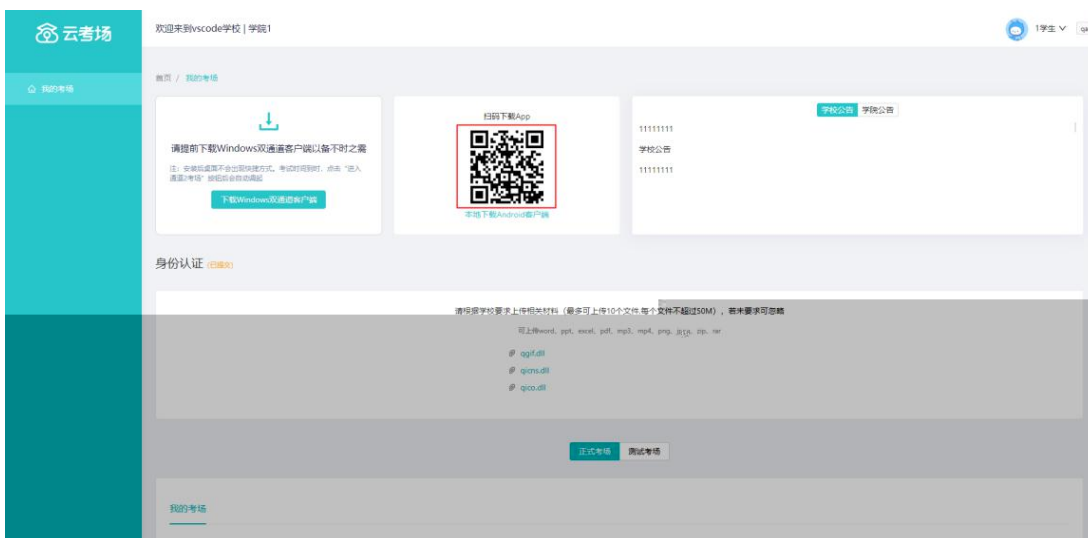 云考场
欢迎来到vscode学校 | 学院1
1学生
我的考场
首页 / 我的考场
请提前下载Windows双通道客户端以备不时之需
注：安装后桌面不会出现快捷方式。考试时间到时，点击“进入
通道2考场”按钮后会自动调起
下载Windows双通道客户端
扫码下载App
本地下载Android客户端
学校公告 学院公告
11111111
学校公告
11111111
身份认证 (已提交)
请根据学校要求上传相关材料（最多可上传10个文件,每个文件不超过50M），若未要求可忽略
可上传word、ppt、excel、pdf、mp3、mp4、png、jpg、zip、rar
qgif.dll
qicns.dll
qico.dll
正式考场 测试考场
我的考场